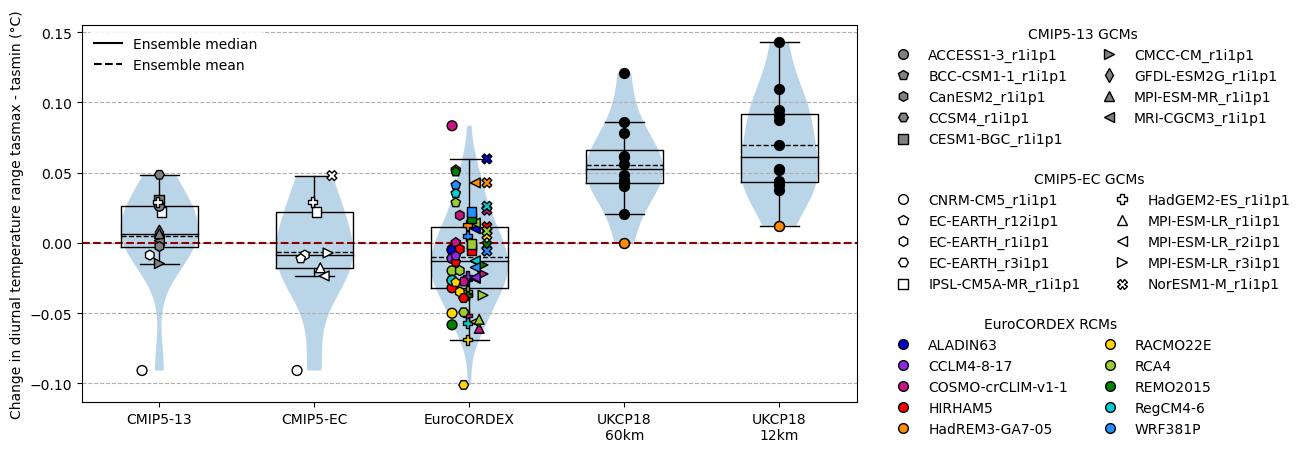 Change in diurnal temperature range tasmax - tasmin (°C)
0.15
0.10
0.05
0.00
−0.05
−0.10
Ensemble median
Ensemble mean
CMIP5-13
CMIP5-EC
EuroCORDEX
UKCP18
60km
UKCP18
12km
CMIP5-13 GCMs
ACCESS1-3_r1i1p1
BCC-CSM1-1_r1i1p1
CanESM2_r1i1p1
CCSM4_r1i1p1
CESM1-BGC_r1i1p1
CMCC-CM_r1i1p1
GFDL-ESM2G_r1i1p1
MPI-ESM-MR_r1i1p1
MRI-CGCM3_r1i1p1
CMIP5-EC GCMs
CNRM-CM5_r1i1p1
EC-EARTH_r12i1p1
EC-EARTH_r1i1p1
EC-EARTH_r3i1p1
IPSL-CM5A-MR_r1i1p1
HadGEM2-ES_r1i1p1
MPI-ESM-LR_r1i1p1
MPI-ESM-LR_r2i1p1
MPI-ESM-LR_r3i1p1
NorESM1-M_r1i1p1
EuroCORDEX RCMs
ALADIN63
CCLM4-8-17
COSMO-crCLIM-v1-1
HIRHAM5
HadREM3-GA7-05
RACMO22E
RCA4
REMO2015
RegCM4-6
WRF381P